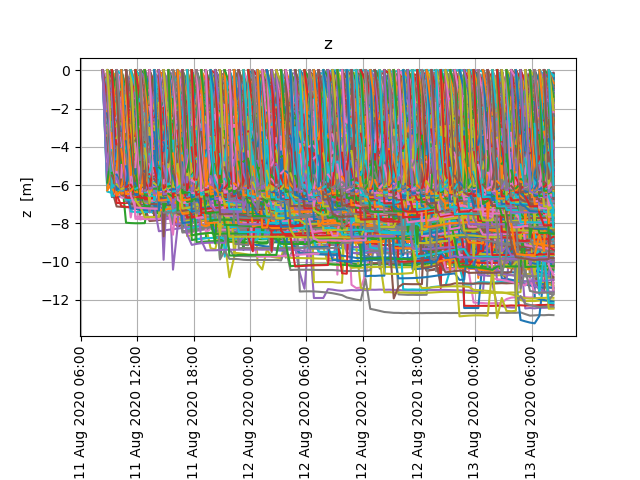 z
0
−2
−4
−6
−8
−10
−12
z [m]
11 Aug 2020 06:00
11 Aug 2020 12:00
11 Aug 2020 18:00
12 Aug 2020 00:00
12 Aug 2020 06:00
12 Aug 2020 12:00
12 Aug 2020 18:00
13 Aug 2020 00:00
13 Aug 2020 06:00